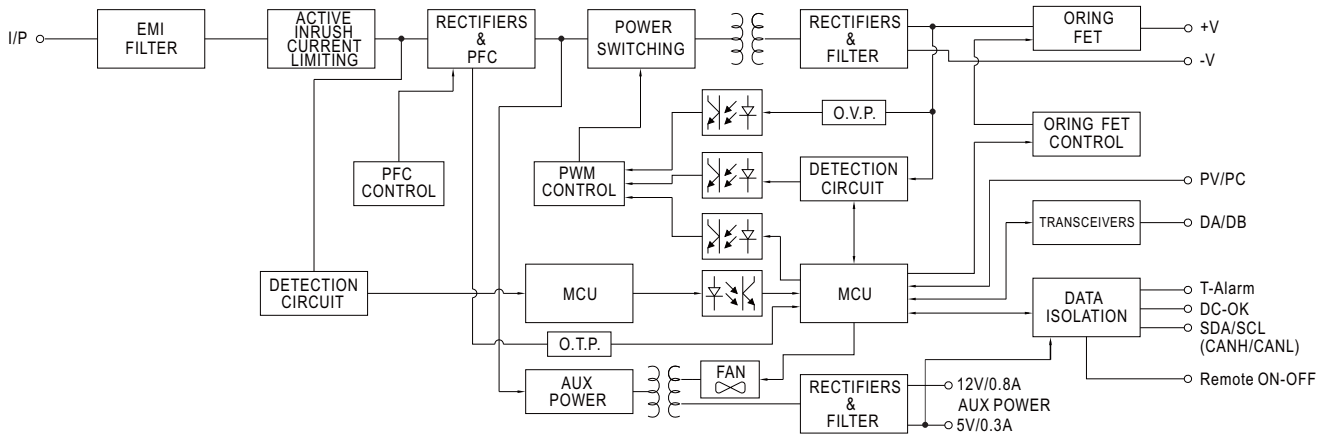 I/P
EMI
FILTER
ACTIVE
INRUSH
CURRENT
LIMITING
RECTIFIERS
&
PFC
POWER
SWITCHING
RECTIFIERS
&
FILTER
ORING
FET
+V
-V
O.V.P.
ORING FET
CONTROL
PFC
CONTROL
PWM
CONTROL
DETECTION
CIRCUIT
PV/PC
TRANSCEIVERS
DA/DB
DETECTION
CIRCUIT
MCU
MCU
DATA
ISOLATION
T-Alarm
DC-OK
SDA/SCL
(CANH/CANL)
Remote ON-OFF
O.T.P.
AUX
POWER
FAN
RECTIFIERS
&
FILTER
12V/0.8A
AUX POWER
5V/0.3A